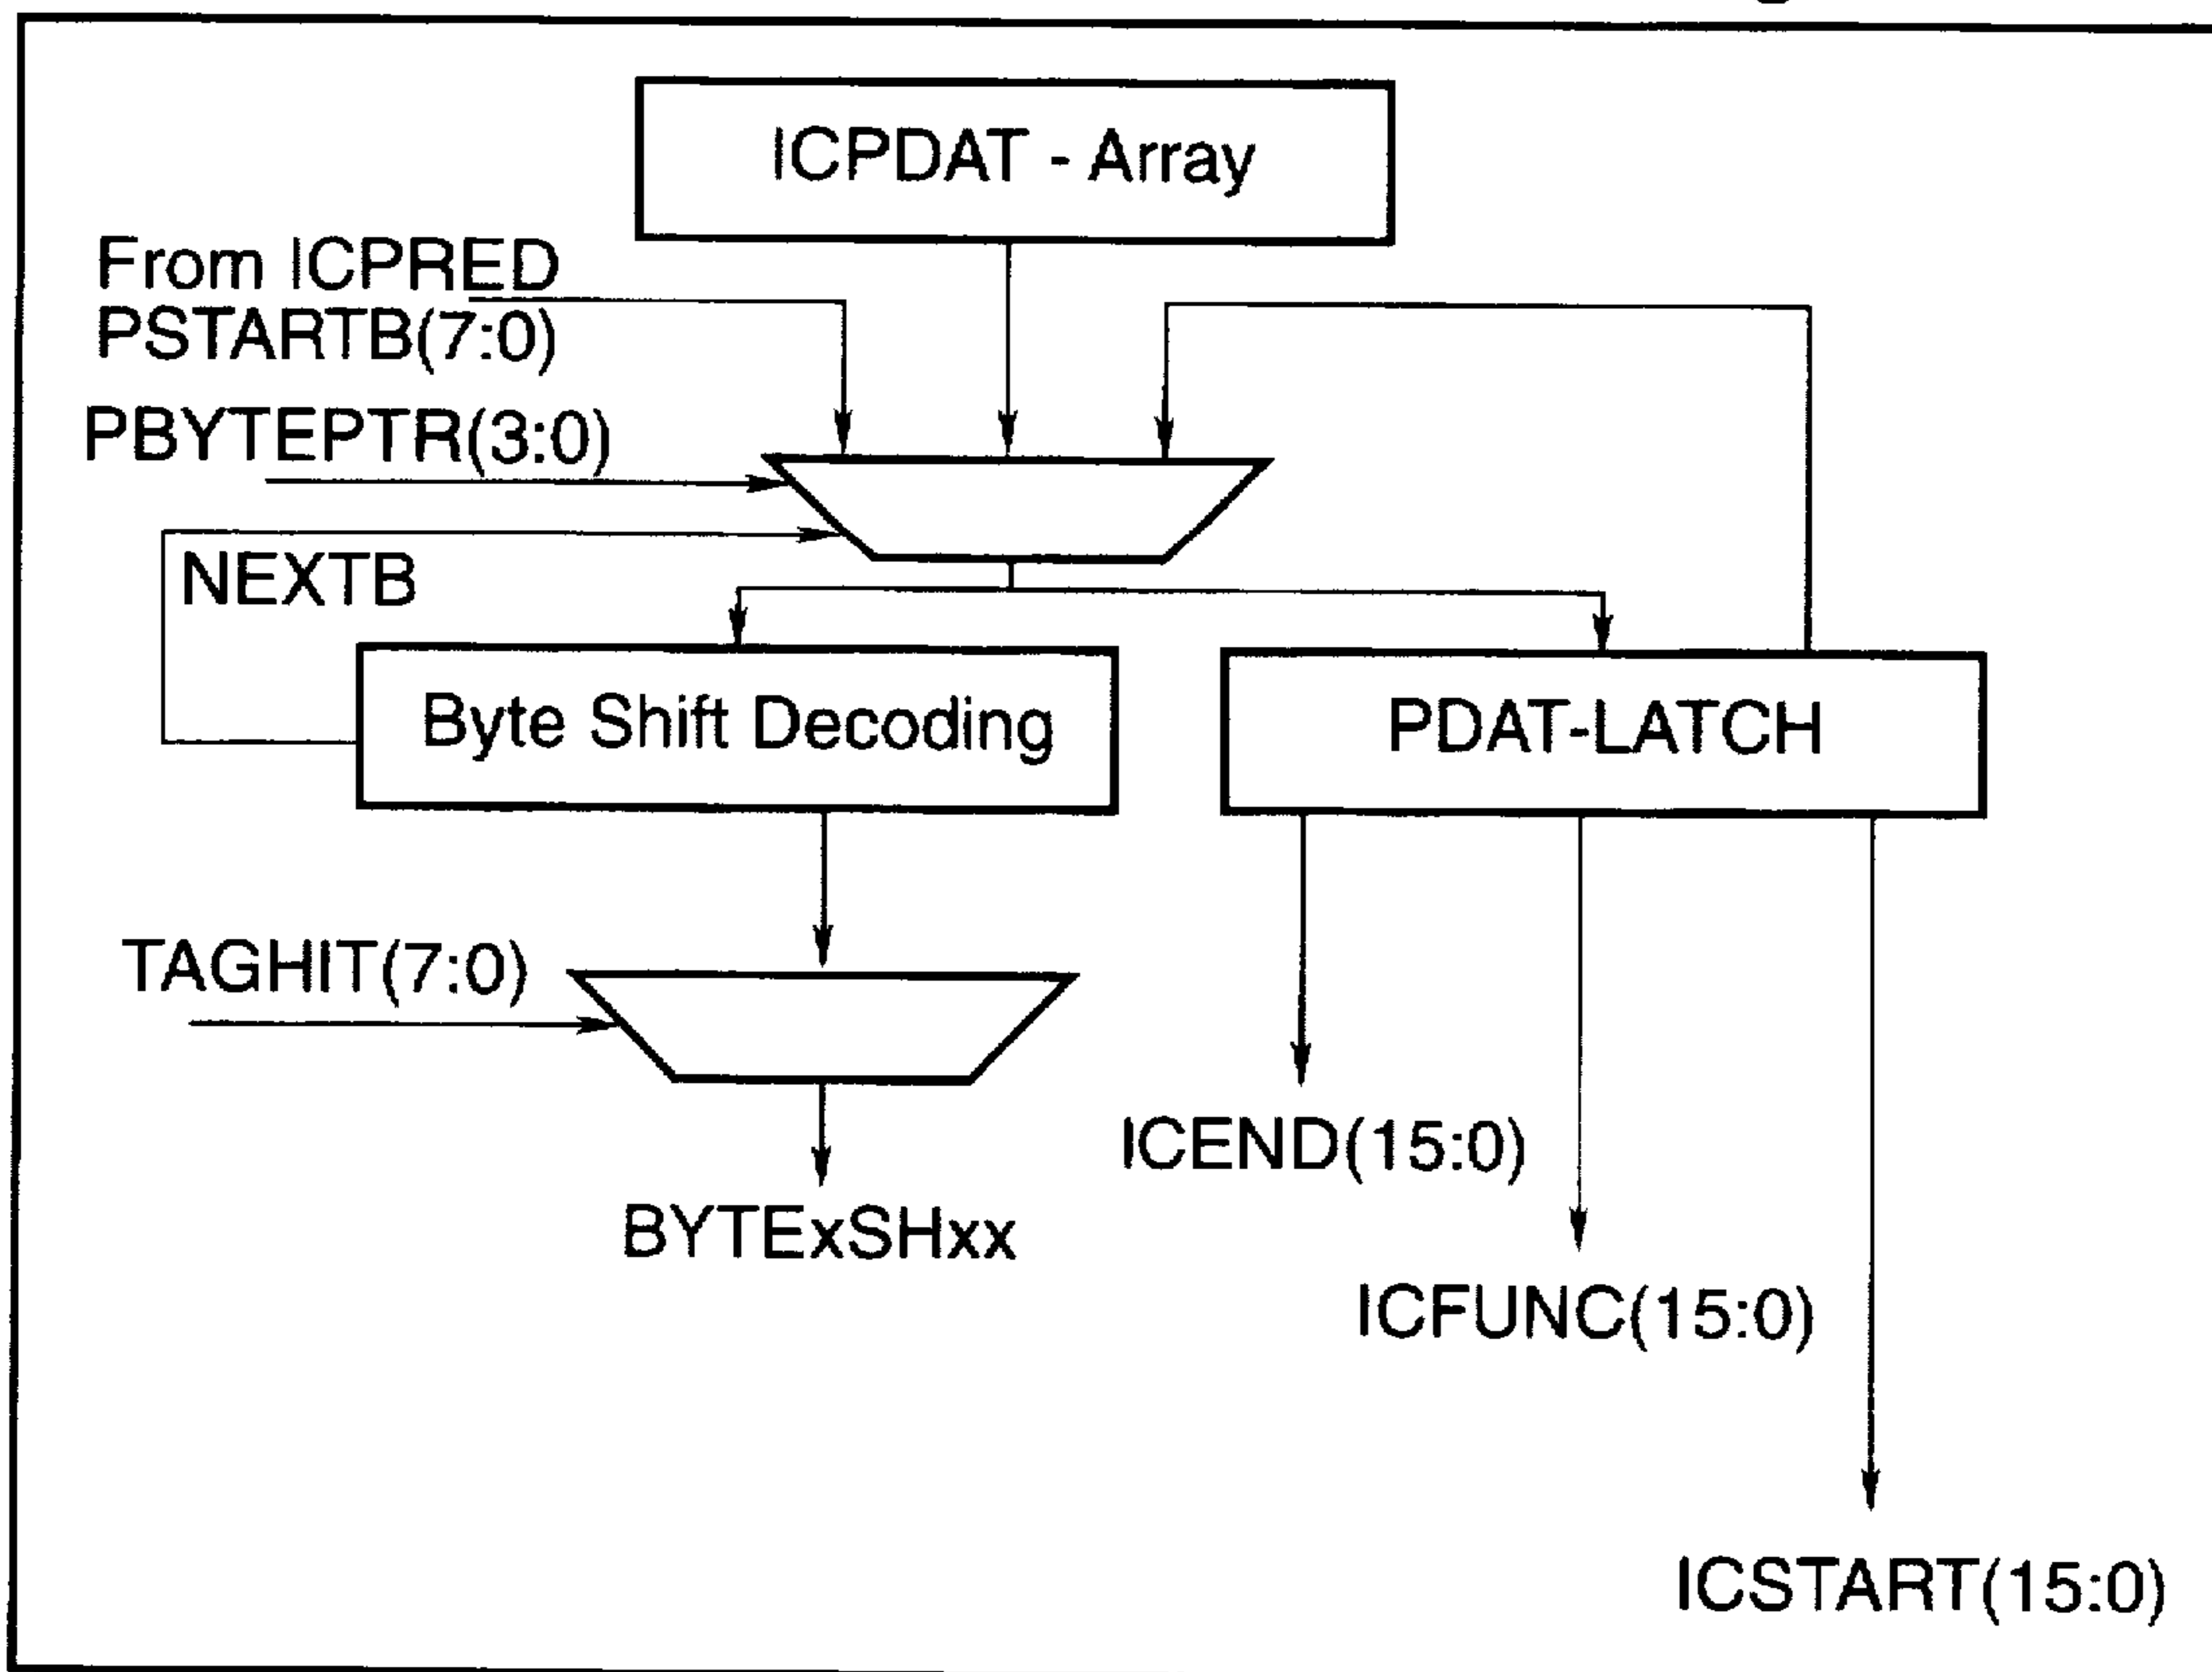 ICPDAT - Array
From ICPRED
PSTARTB(7:0)
PBYTEPTR(3:0)
NEXTB
Byte Shift Decoding
PDAT-LATCH
TAGHIT(7:0)
ICEND(15:0)
BYTExSHxx
ICFUNC(15:0)
ICSTART(15:0)